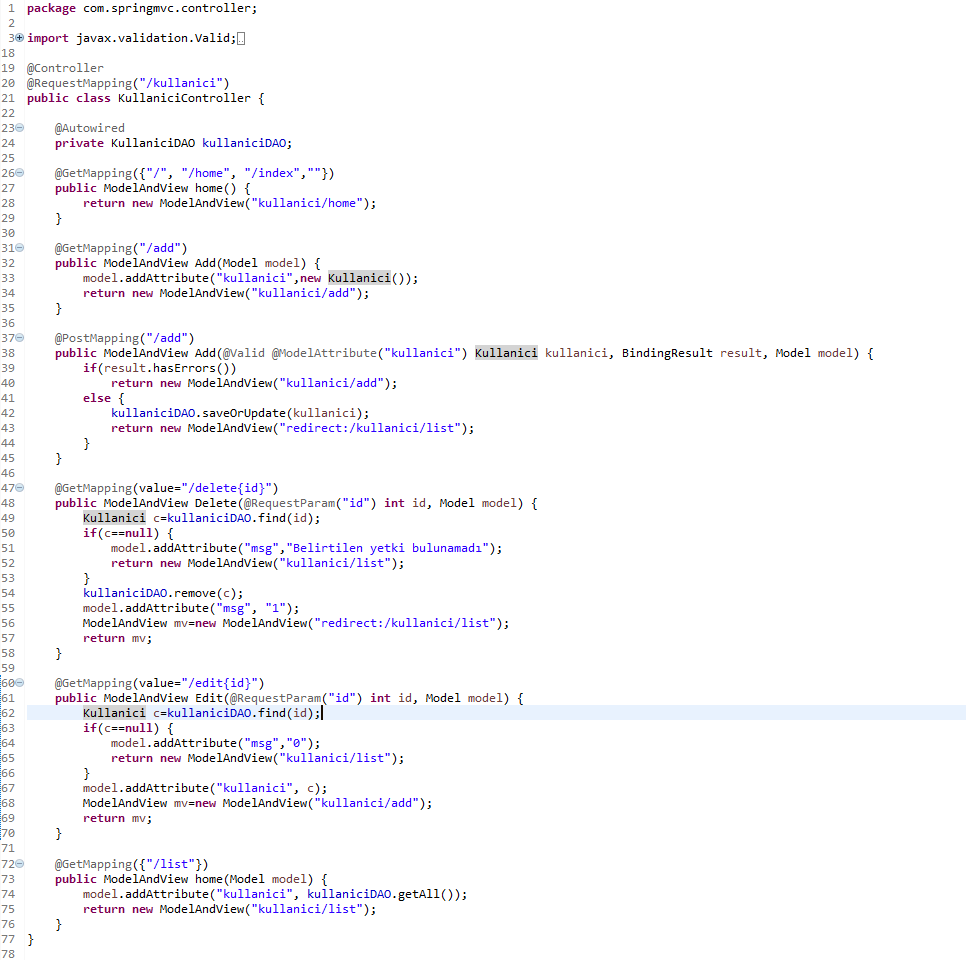 1 package com.springmvc.controller;
2
3 import javax.validation.Valid;
18
19 @Controller
20 @RequestMapping("/kullanici")
21 public class KullaniciController {
22
23 @Autowired
24 private KullaniciDAO kullaniciDAO;
25
26 @GetMapping({"/", "/home", "/index",""})
27 public ModelAndView home() {
28 return new ModelAndView("kullanici/home");
29 }
30
31 @GetMapping("/add")
32 public ModelAndView Add(Model model) {
33 model.addAttribute("kullanici",new Kullanici());
34 return new ModelAndView("kullanici/add");
35 }
36
37 @PostMapping("/add")
38 public ModelAndView Add(@Valid @ModelAttribute("kullanici") Kullanici kullanici, BindingResult result, Model model) {
39 if(result.hasErrors())
40 return new ModelAndView("kullanici/add");
41 else {
42 kullaniciDAO.saveOrUpdate(kullanici);
43 return new ModelAndView("redirect:/kullanici/list");
44 }
45 }
46
47 @GetMapping(value="/delete{id}")
48 public ModelAndView Delete(@RequestParam("id") int id, Model model) {
49 Kullanici c=kullaniciDAO.find(id);
50 if(c==null) {
51 model.addAttribute("msg","Belirtilen yetki bulunamadı");
52 return new ModelAndView("kullanici/list");
53 }
54 kullaniciDAO.remove(c);
55 model.addAttribute("msg", "1");
56 ModelAndView mv=new ModelAndView("redirect:/kullanici/list");
57 return mv;
58 }
59
60 @GetMapping(value="/edit{id}")
61 public ModelAndView Edit(@RequestParam("id") int id, Model model) {
62 Kullanici c=kullaniciDAO.find(id);
63 if(c==null) {
64 model.addAttribute("msg","0");
65 return new ModelAndView("kullanici/list");
66 }
67 model.addAttribute("kullanici", c);
68 ModelAndView mv=new ModelAndView("kullanici/add");
69 return mv;
70 }
71
72 @GetMapping({"/list"})
73 public ModelAndView home(Model model) {
74 model.addAttribute("kullanici", kullaniciDAO.getAll());
75 return new ModelAndView("kullanici/list");
76 }
77 }
78